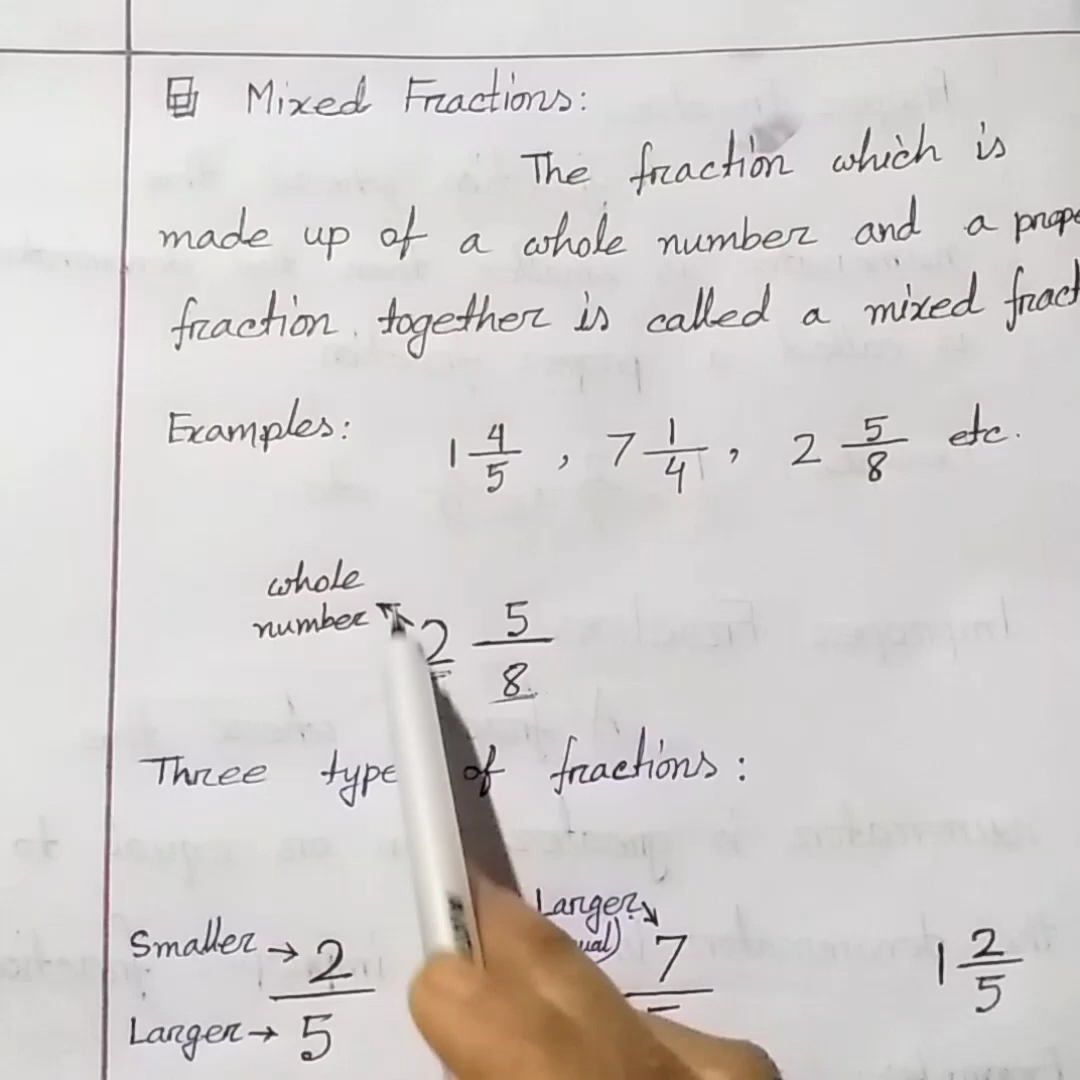 Mixed Fractions:
The fraction which is
made up of a whole number and a prope
fraction together is called a mixed fract
Examples: 1 4/5 , 7 1/4 , 2 5/8 etc.
whole
number
2 5/8
Three type of fractions:
Smaller → 2
Larger → 5
Larger
ual)
7
1 2/5